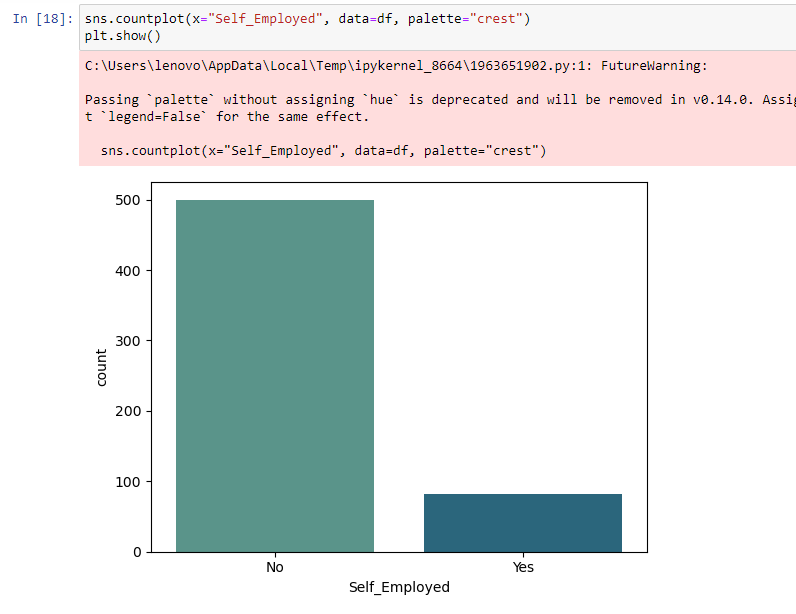 In [18]: sns.countplot(x="Self_Employed", data=df, palette="crest")
plt.show()
C:\Users\lenovo\AppData\Local\Temp\ipykernel_8664\1963651902.py:1: FutureWarning:
Passing `palette` without assigning `hue` is deprecated and will be removed in v0.14.0. Assig
t `legend=False` for the same effect.
sns.countplot(x="Self_Employed", data=df, palette="crest")
500
400
300
200
100
0
count
No Yes
Self_Employed